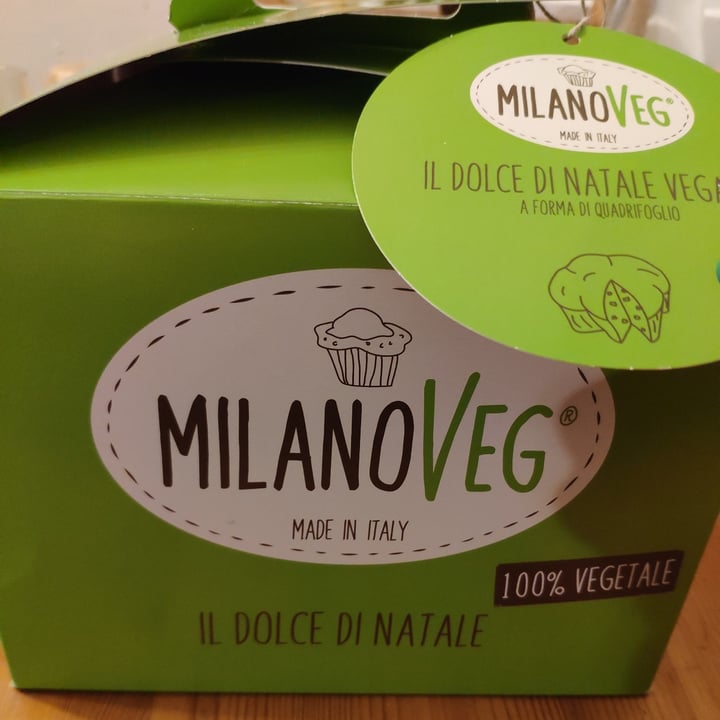 MILANOVEG®
MADE IN ITALY
IL DOLCE DI NATALE
A FORMA DI QUADRIFOGLIO
MILANOVEG®
MADE IN ITALY
100% VEGETALE
IL DOLCE DI NATALE